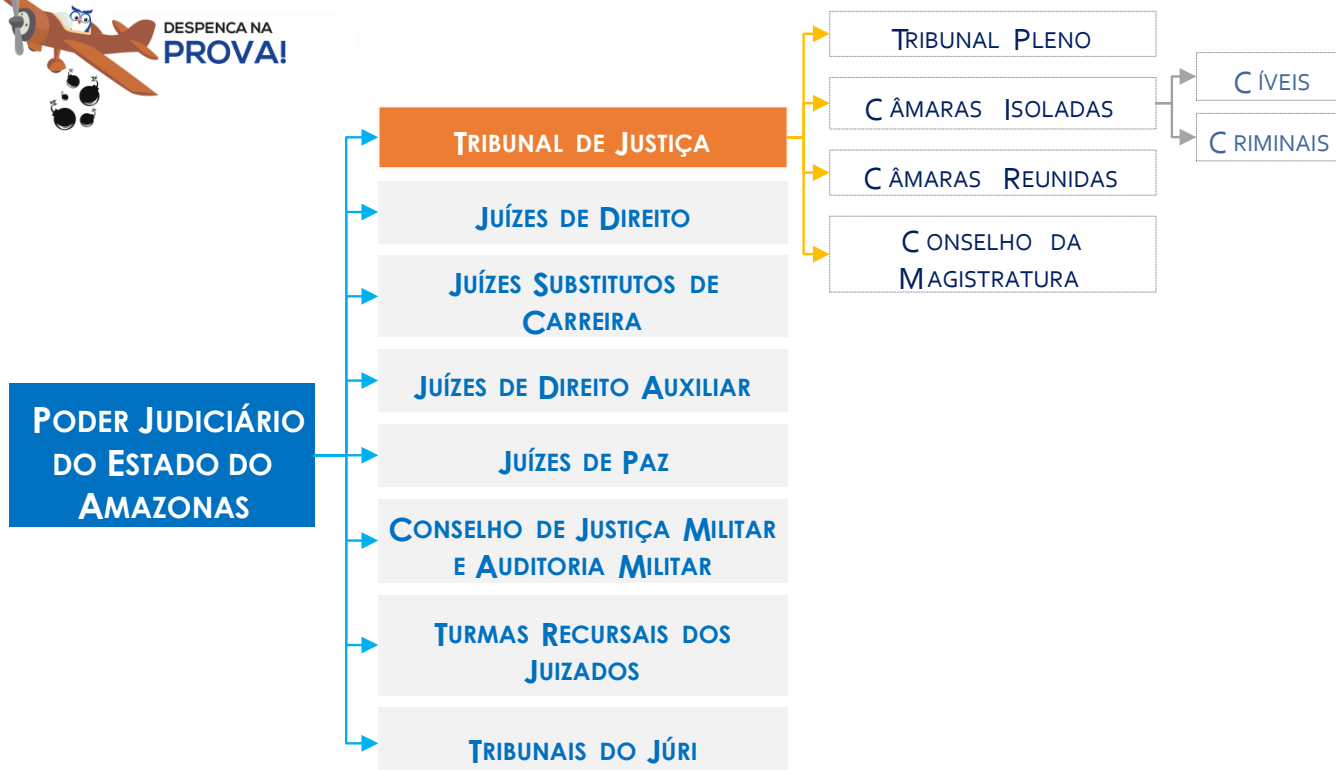 DESPENCA NA
PROVA!
TRIBUNAL PLENO
CÂMARAS ISOLADAS
CÍVEIS
CRIMINAIS
CÂMARAS REUNIDAS
CONSELHO DA
MAGISTRATURA
TRIBUNAL DE JUSTIÇA
JUÍZES DE DIREITO
JUÍZES SUBSTITUTOS DE
CARREIRA
JUÍZES DE DIREITO AUXILIAR
PODER JUDICIÁRIO
DO ESTADO DO
AMAZONAS
JUÍZES DE PAZ
CONSELHO DE JUSTIÇA MILITAR
E AUDITORIA MILITAR
TURMAS RECURSAIS DOS
JUIZADOS
TRIBUNAIS DO JÚRI